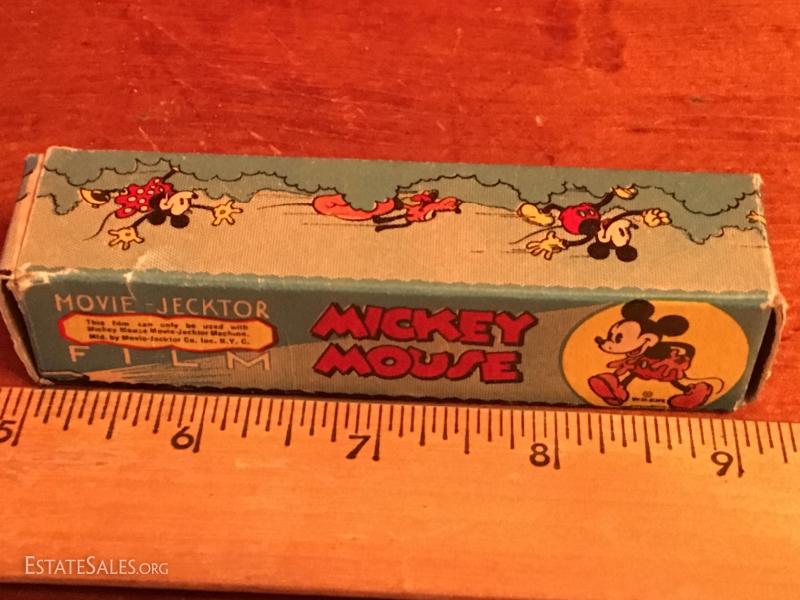 MOVIE-JECKTOR
This film can only be used with
Mickey Mouse Movie-Jecktor Machine.
Mfd. by Movie-Jecktor Co. Inc. N.Y.C.
FILM
MICKEY
MOUSE
5 6 7 8 9
ESTATESALES.ORG